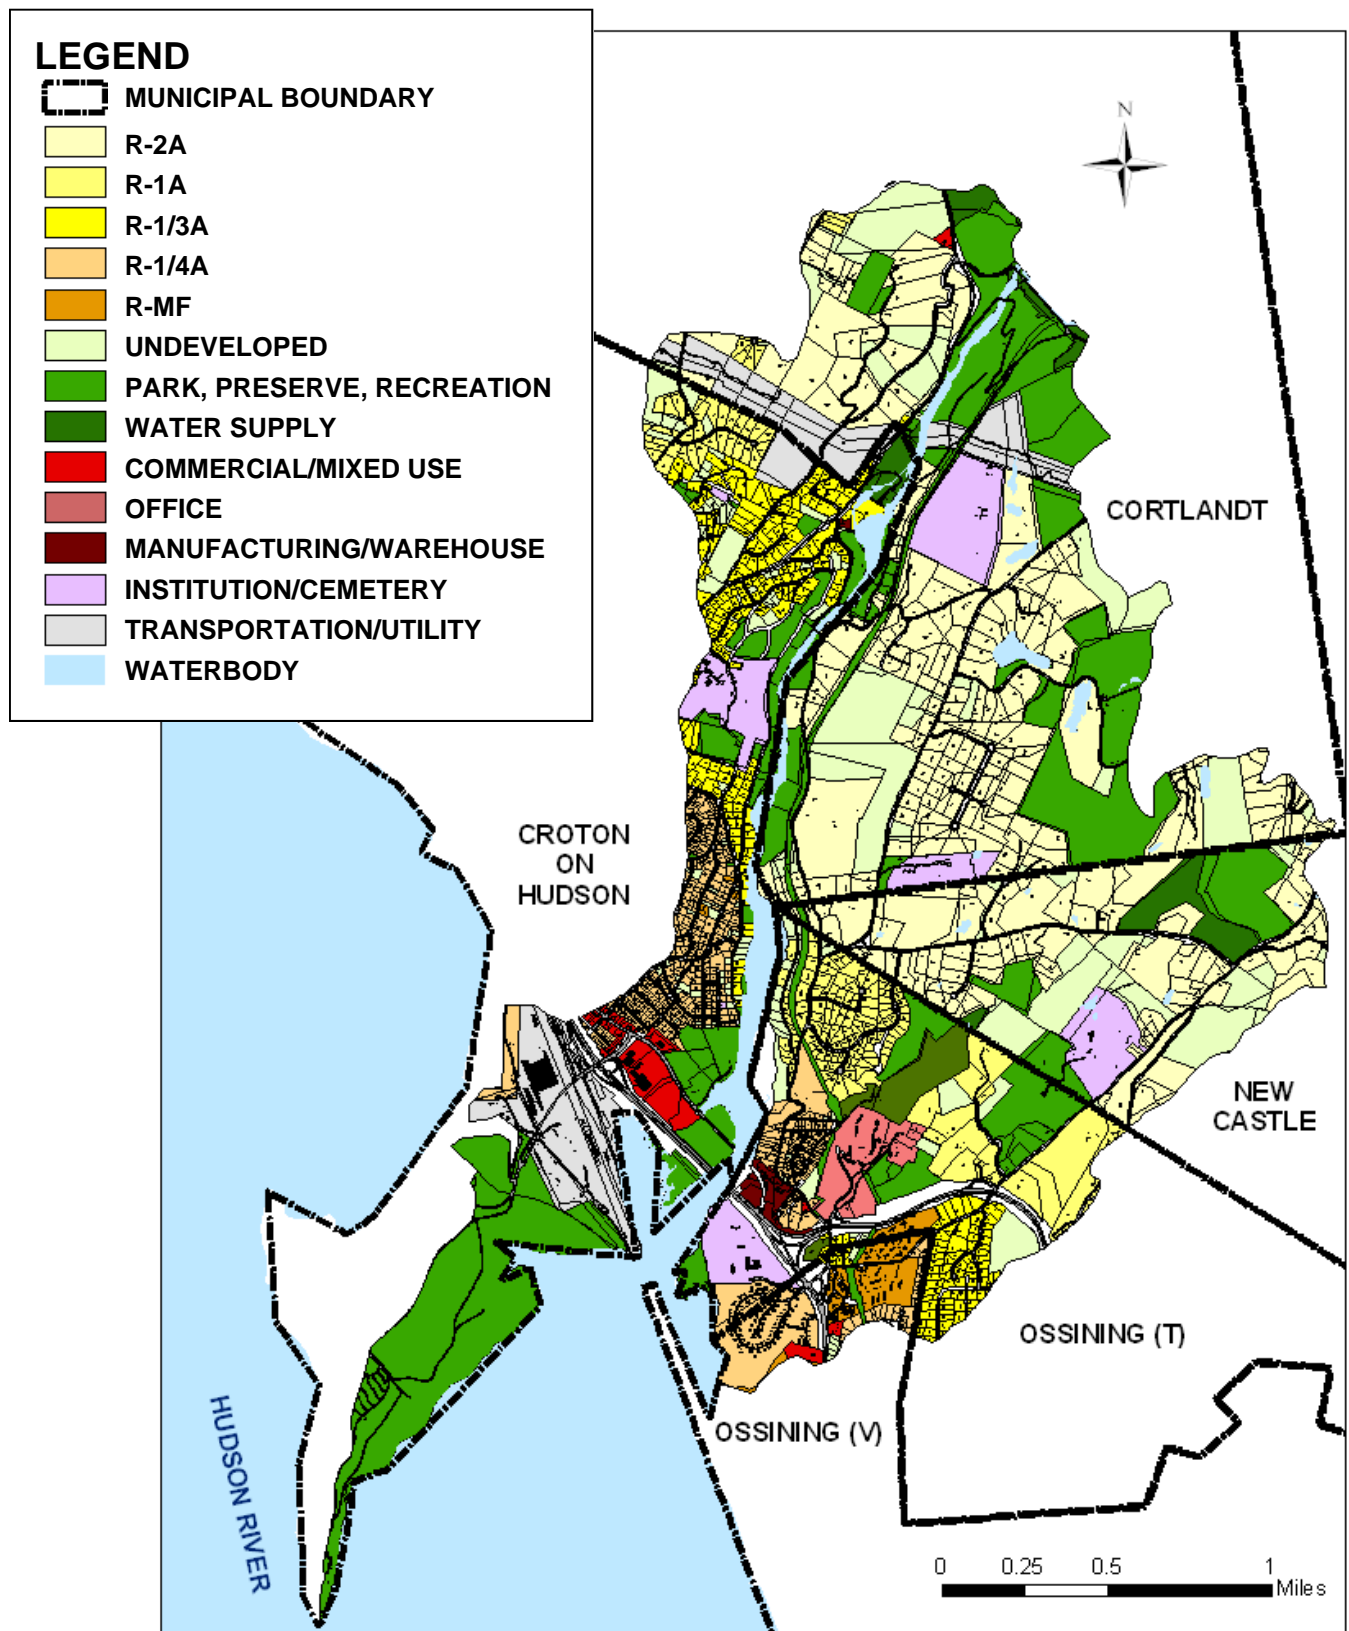 LEGEND
MUNICIPAL BOUNDARY
R-2A
R-1A
R-1/3A
R-1/4A
R-MF
UNDEVELOPED
PARK, PRESERVE, RECREATION
WATER SUPPLY
COMMERCIAL/MIXED USE
OFFICE
MANUFACTURING/WAREHOUSE
INSTITUTION/CEMETERY
TRANSPORTATION/UTILITY
WATERBODY
N
CORTLANDT
CROTON
ON
HUDSON
NEW
CASTLE
OSSINING (T)
OSSINING (V)
HUDSON RIVER
0 0.25 0.5 1
Miles